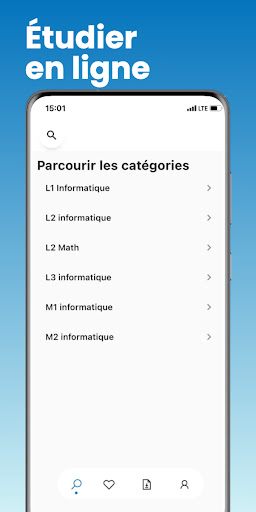 Étudier
en ligne
15:01
LTE
Parcourir les catégories
L1 Informatique
L2 informatique
L2 Math
L3 informatique
M1 informatique
M2 informatique